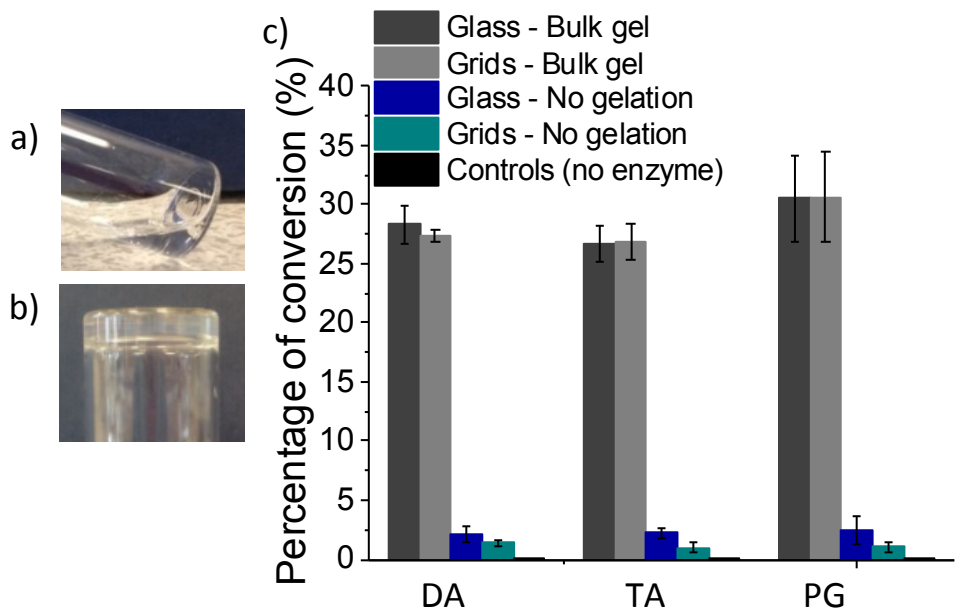 a)
b)
c)
Glass - Bulk gel
Grids - Bulk gel
Glass - No gelation
Grids - No gelation
Controls (no enzyme)
Percentage of conversion (%)
40
35
30
25
20
15
10
5
0
DA TA PG